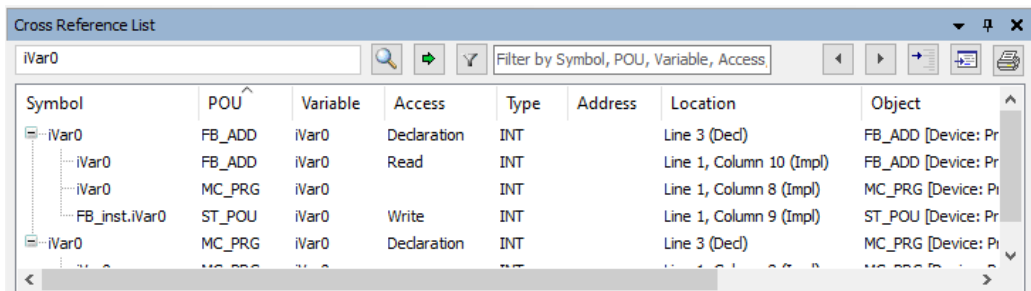 Cross Reference List
iVar0 Filter by Symbol, POU, Variable, Access,
Symbol POU Variable Access Type Address Location Object
iVar0 FB_ADD iVar0 Declaration INT Line 3 (Decl) FB_ADD [Device: Pr
iVar0 FB_ADD iVar0 Read INT Line 1, Column 10 (Impl) FB_ADD [Device: Pr
iVar0 MC_PRG iVar0 INT Line 1, Column 8 (Impl) MC_PRG [Device: Pr
FB_inst.iVar0 ST_POU iVar0 Write INT Line 1, Column 9 (Impl) ST_POU [Device: Pr
iVar0 MC_PRG iVar0 Declaration INT Line 3 (Decl) MC_PRG [Device: Pr